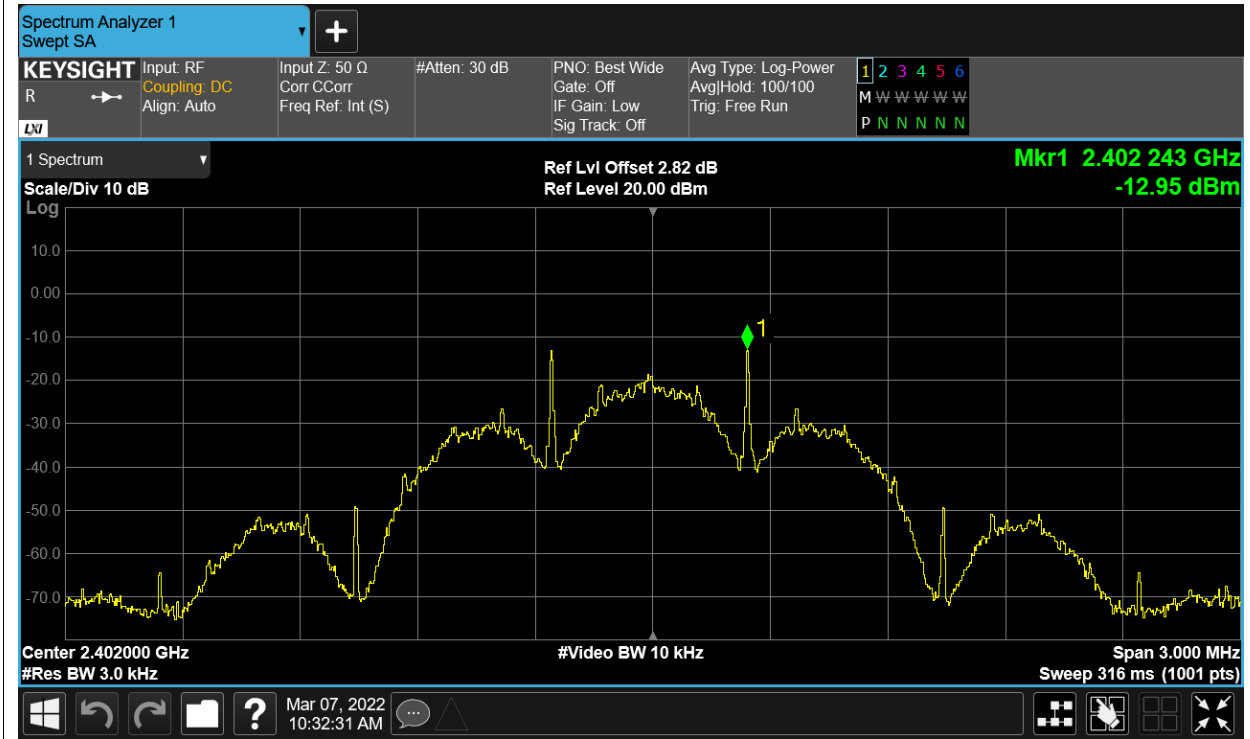 Spectrum Analyzer 1
Swept SA
+
KEYSIGHT
R
LXI
Input: RF
Coupling: DC
Align: Auto
Input Z: 50 Ω
Corr CCorr
Freq Ref: Int (S)
#Atten: 30 dB
PNO: Best Wide
Gate: Off
IF Gain: Low
Sig Track: Off
Avg Type: Log-Power
Avg|Hold: 100/100
Trig: Free Run
1 2 3 4 5 6
M W W W W W W
P N N N N N N
1 Spectrum
Scale/Div 10 dB
Log
Ref Lvl Offset 2.82 dB
Ref Level 20.00 dBm
Mkr1 2.402 243 GHz
-12.95 dBm
10.0
0.00
-10.0
-20.0
-30.0
-40.0
-50.0
-60.0
-70.0
1
Center 2.402000 GHz
#Res BW 3.0 kHz
#Video BW 10 kHz
Span 3.000 MHz
Sweep 316 ms (1001 pts)
?
Mar 07, 2022
10:32:31 AM